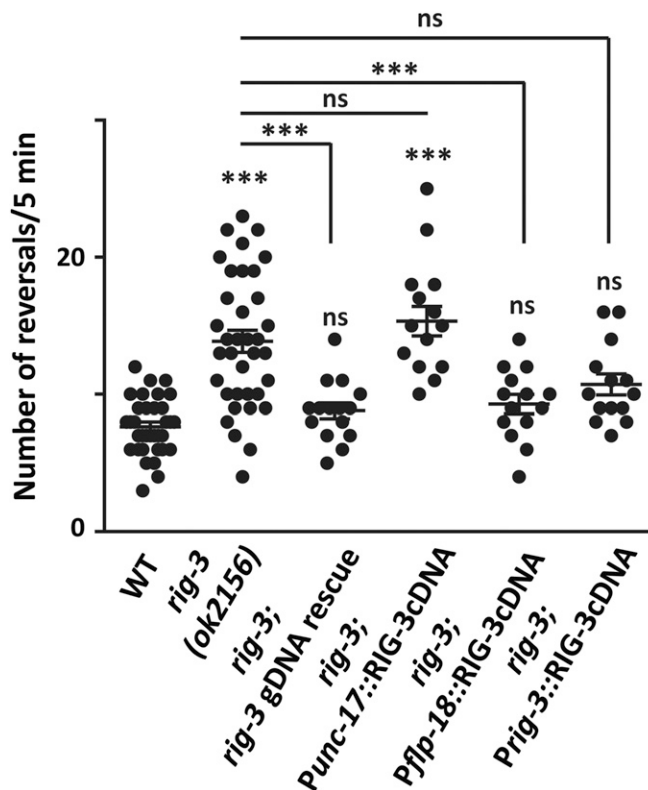 ns
***
ns
***
***
***
ns
ns
ns
Number of reversals/5 min
20
0
WT
rig-3
(ok2156)
rig-3;
rig-3 gDNA rescue
rig-3;
Punc-17::RIG-3cDNA
rig-3;
Pflp-18::RIG-3cDNA
rig-3;
Prig-3::RIG-3cDNA